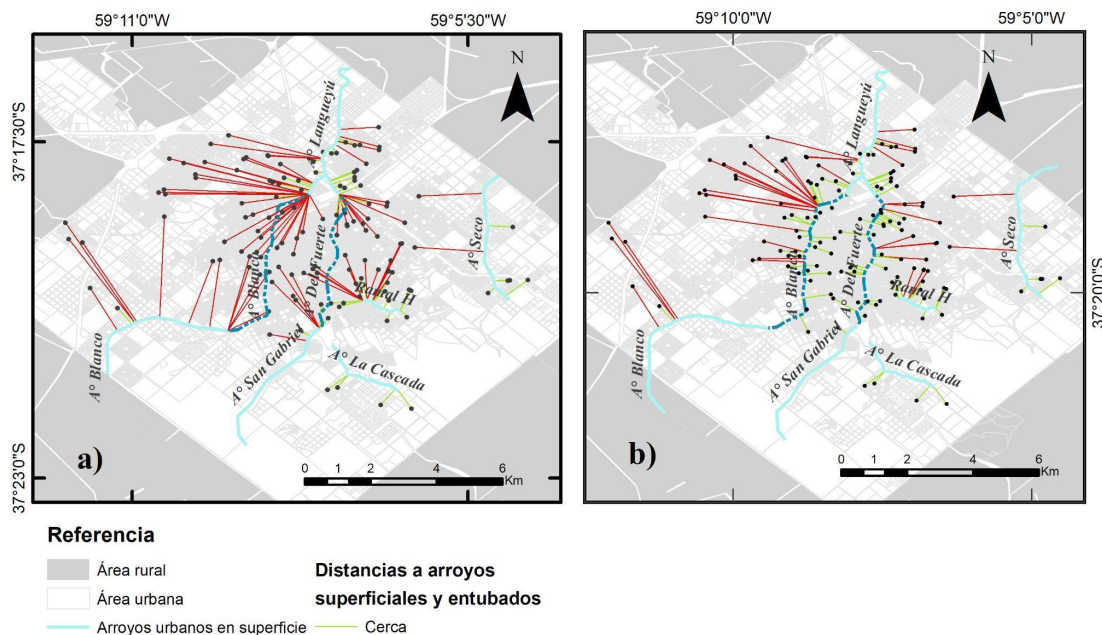 59°11'0"W
59°5'30"W
59°10'0"W
59°5'0"W
37°17'30"S
37°23'0"S
N
A° Langueyú
A° Blanco
A° Del Fuerte
A° Seco
Ramal H
A° Blanco
A° San Gabriel
A° La Cascada
a)
0 1 2 4 6
Km
N
A° Langueyú
A° Blanco
A° Del Fuerte
A° Seco
Ramal H
A° Blanco
A° San Gabriel
A° La Cascada
37°20'0"S
b)
0 1 2 4 6
Km
Referencia
Área rural
Área urbana
Arroyos urbanos en superficie
Distancias a arroyos
superficiales y entubados
Cerca